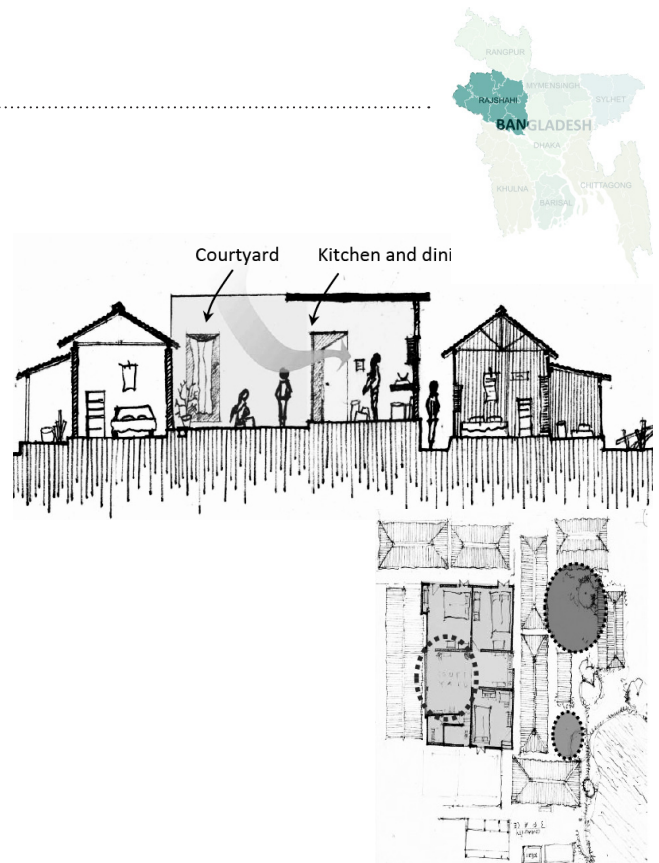 RANGPUR
MYMENSINGH
RAJSHAHI
SYLHET
BANGLADESH
DHAKA
KHULNA
CHITTAGONG
BARISAL
Courtyard
Kitchen and dini